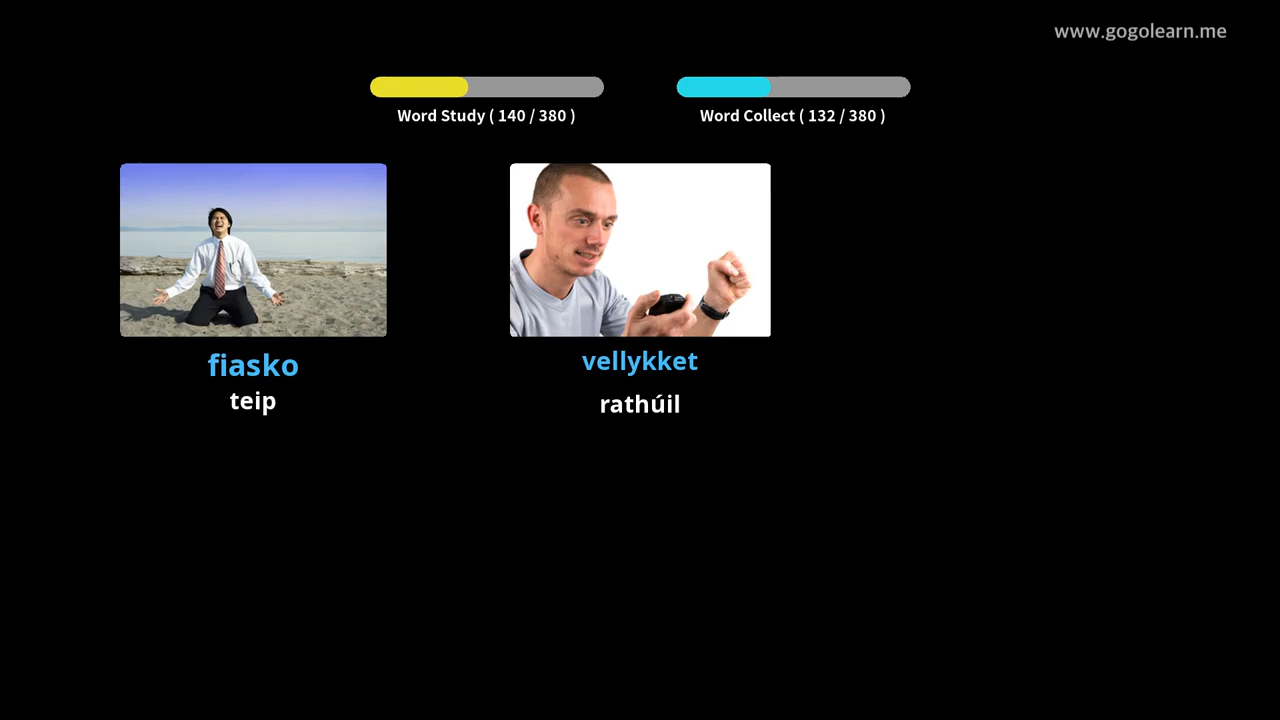 www.gogolearn.me
Word Study ( 140 / 380 )
Word Collect ( 132 / 380 )
fiasko
teip
vellykket
rathúil